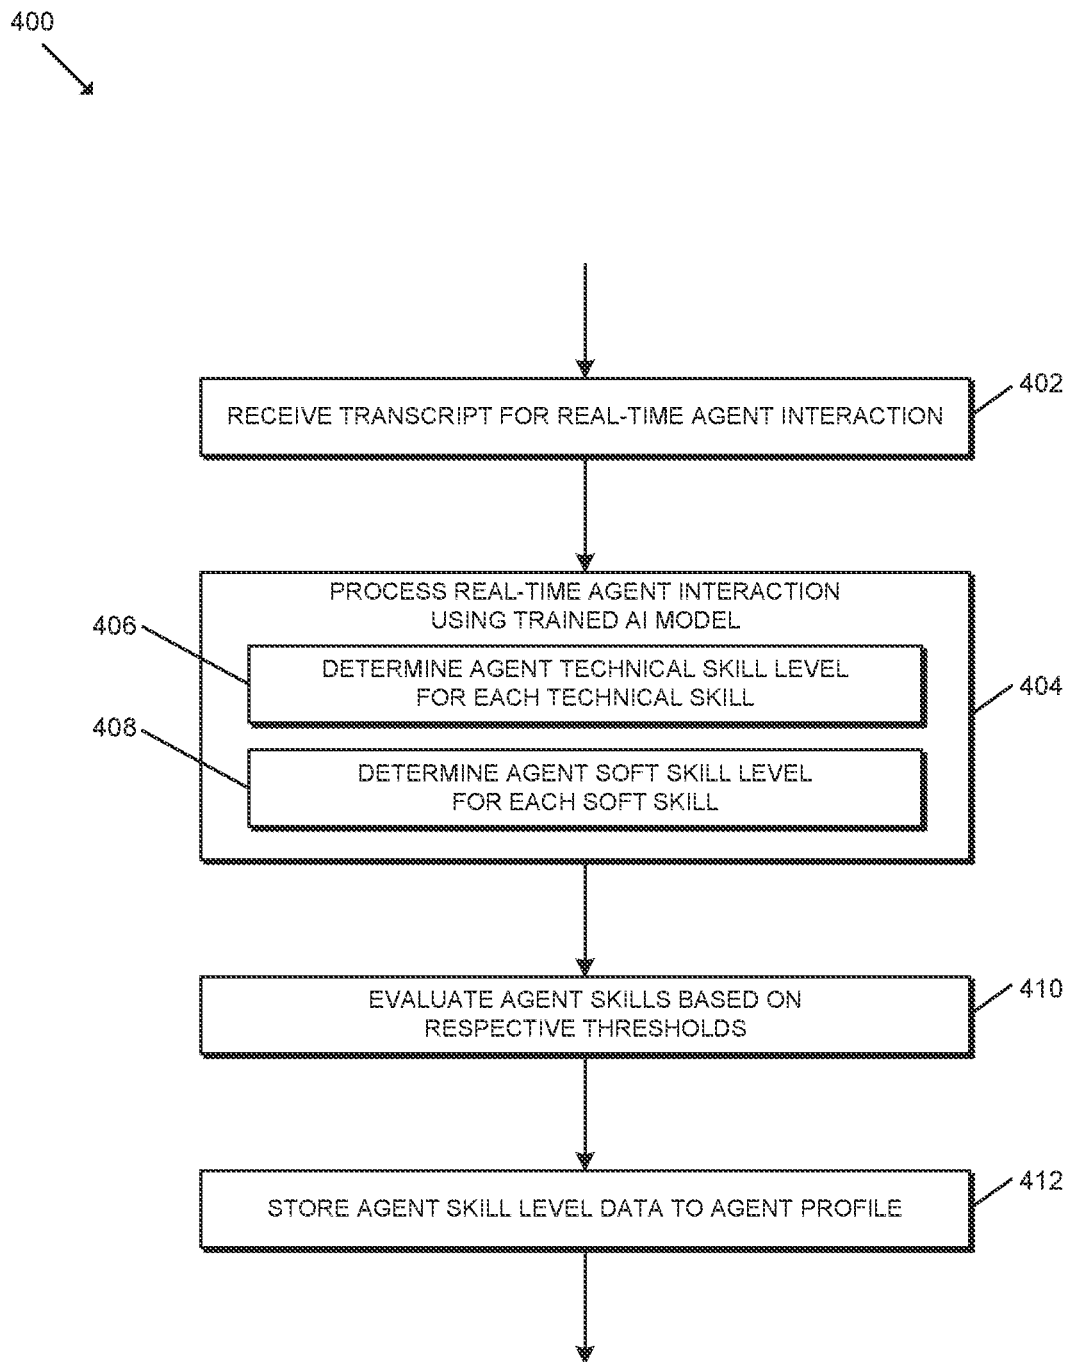 400
RECEIVE TRANSCRIPT FOR REAL-TIME AGENT INTERACTION
402
PROCESS REAL-TIME AGENT INTERACTION
USING TRAINED AI MODEL
406
DETERMINE AGENT TECHNICAL SKILL LEVEL
FOR EACH TECHNICAL SKILL
404
408
DETERMINE AGENT SOFT SKILL LEVEL
FOR EACH SOFT SKILL
EVALUATE AGENT SKILLS BASED ON
RESPECTIVE THRESHOLDS
410
STORE AGENT SKILL LEVEL DATA TO AGENT PROFILE
412